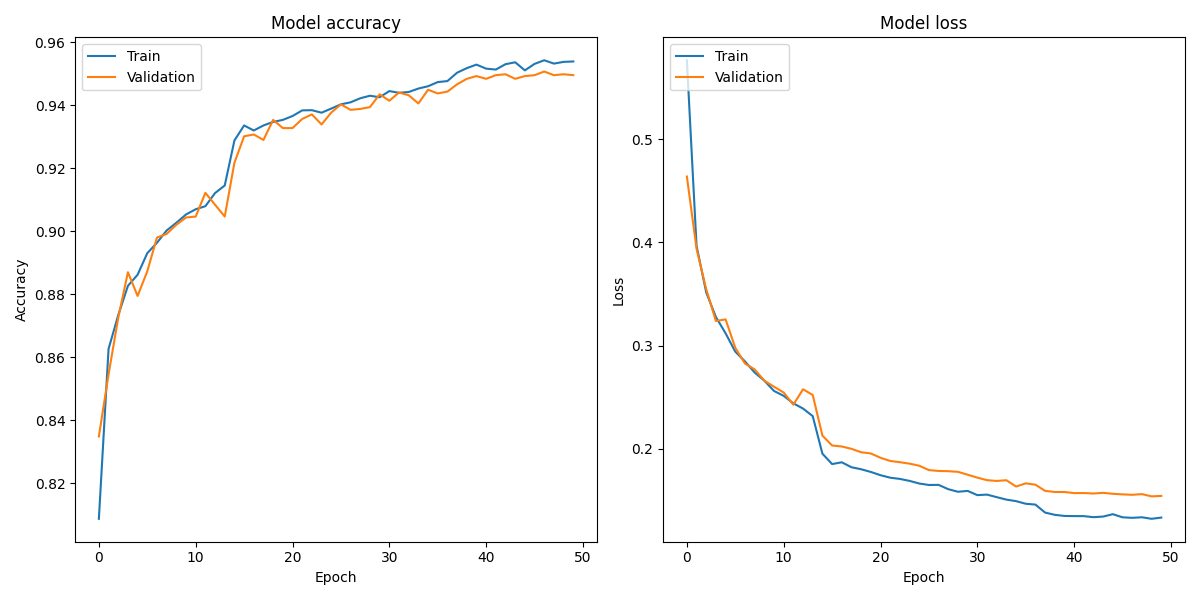 Model accuracy
Train
Validation
0.96
0.94
0.92
0.90
0.88
0.86
0.84
0.82
Accuracy
0
10
20
30
40
50
Epoch
Model loss
Train
Validation
0.5
0.4
0.3
0.2
Loss
0
10
20
30
40
50
Epoch